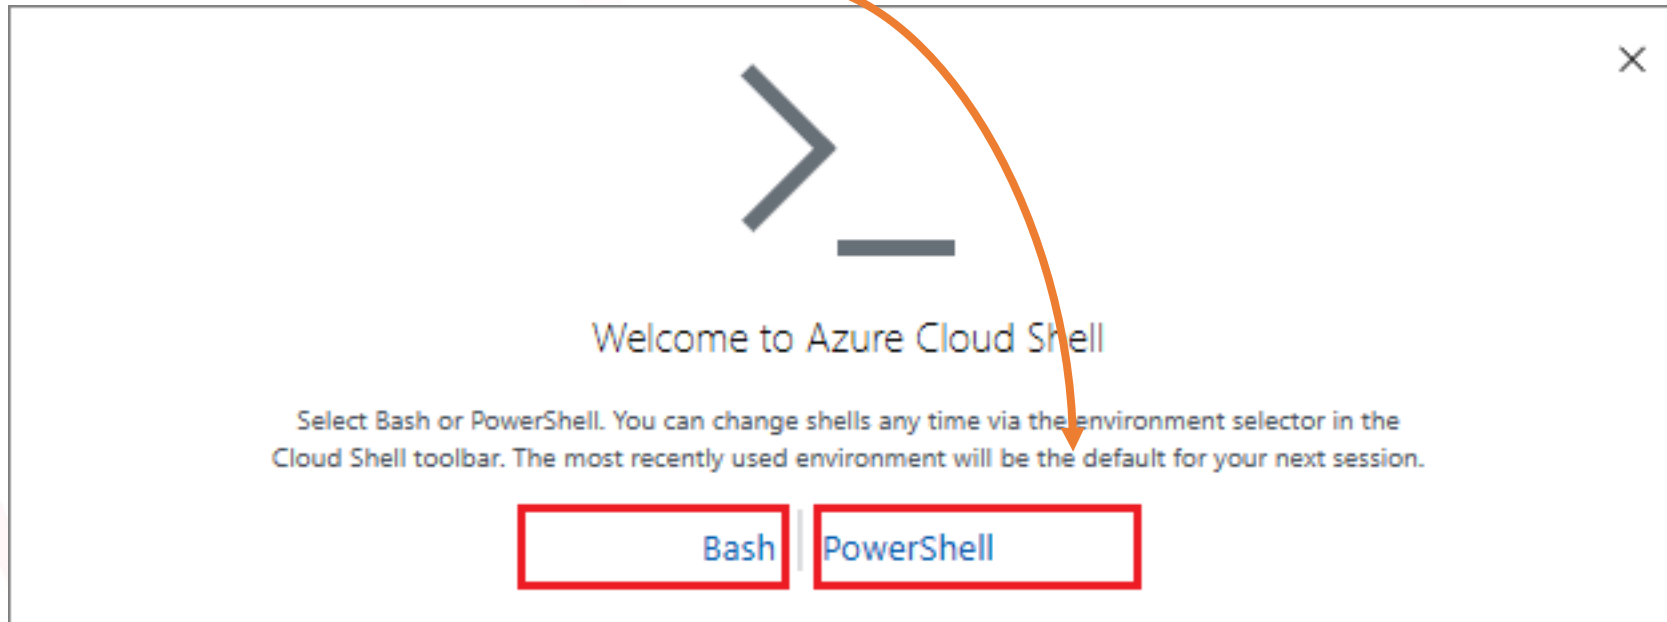 Welcome to Azure Cloud Shell
Select Bash or PowerShell. You can change shells any time via the environment selector in the
Cloud Shell toolbar. The most recently used environment will be the default for your next session.
Bash PowerShell